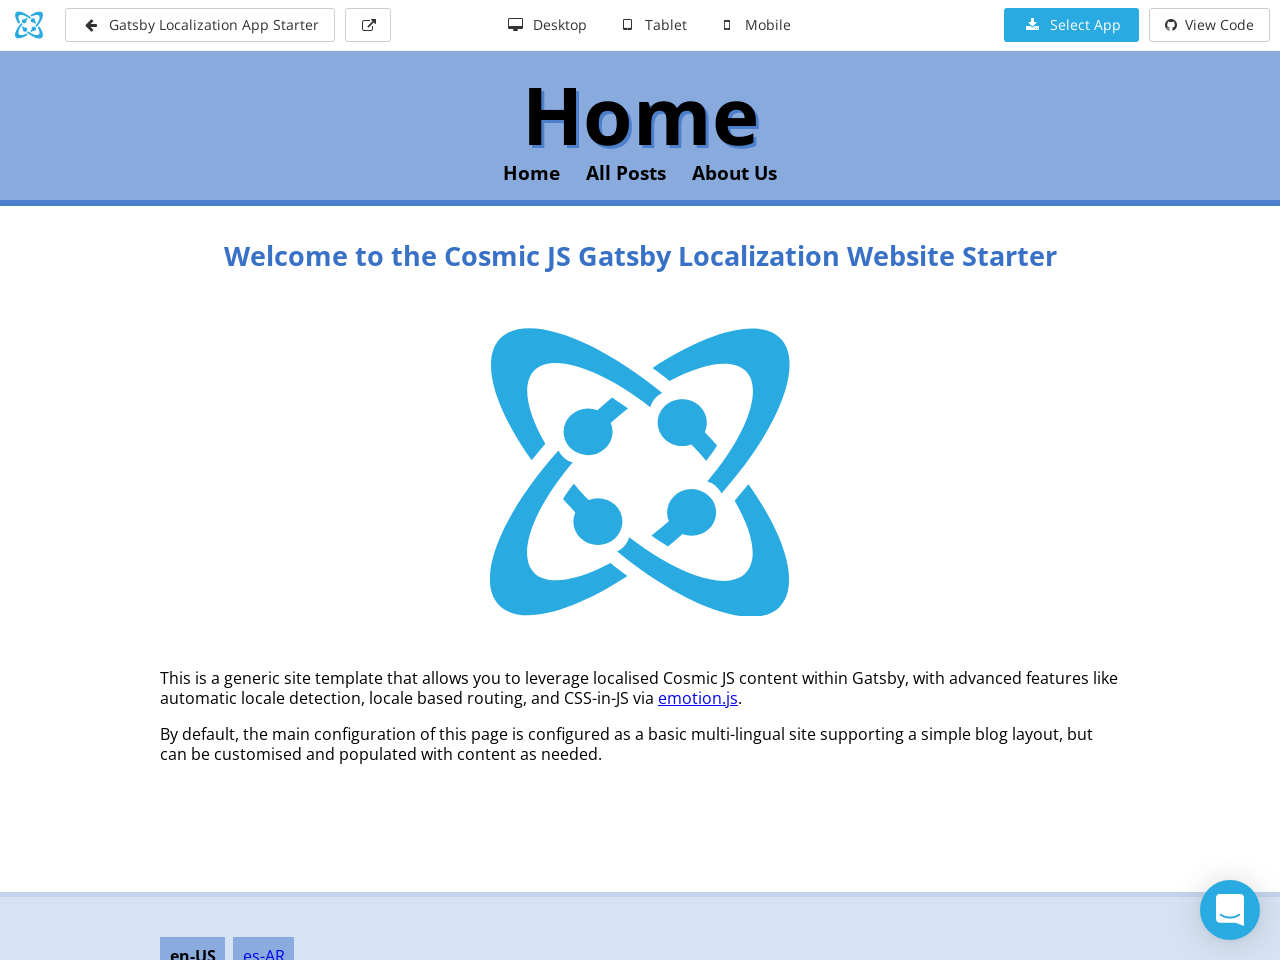 Gatsby Localization App Starter
Desktop
Tablet
Mobile
Select App
View Code
Home
Home
All Posts
About Us
Welcome to the Cosmic JS Gatsby Localization Website Starter
This is a generic site template that allows you to leverage localised Cosmic JS content within Gatsby, with advanced features like
automatic locale detection, locale based routing, and CSS-in-JS via emotion.js.
By default, the main configuration of this page is configured as a basic multi-lingual site supporting a simple blog layout, but
can be customised and populated with content as needed.
en-US
es-AR